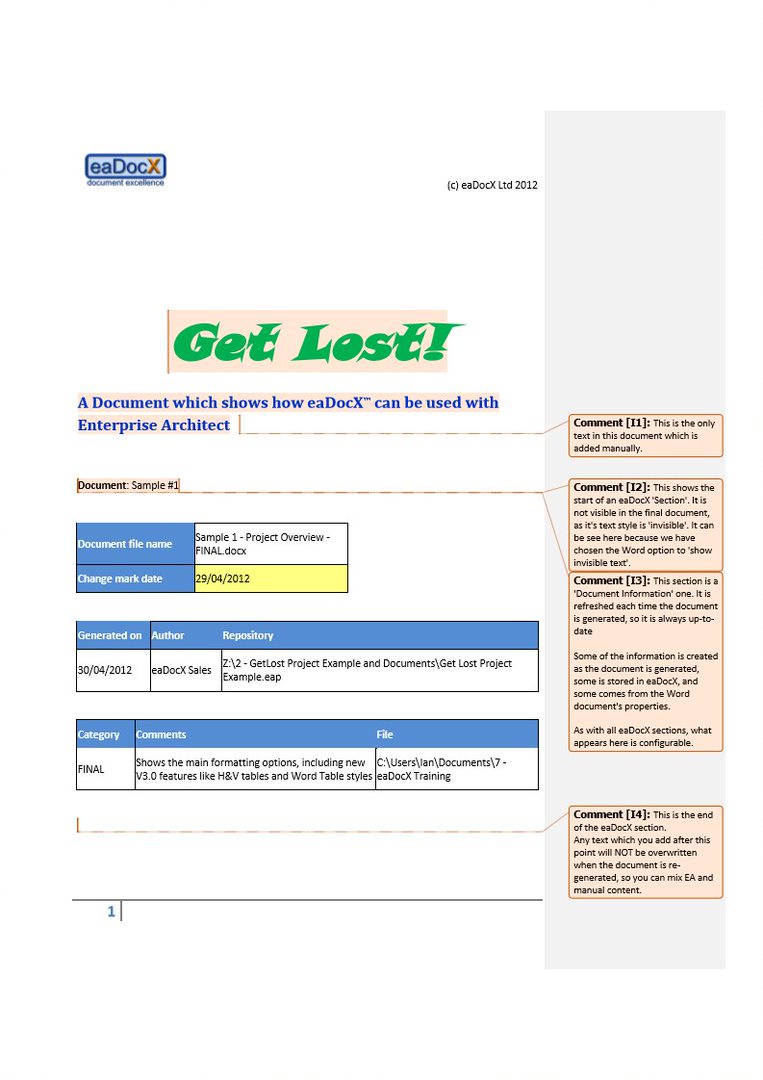 eaDocX
document excellence
(c) eaDocX Ltd 2012
Get Lost!
A Document which shows how eaDocX™ can be used with
Enterprise Architect
Document: Sample #1
Document file name
Sample 1 - Project Overview -
FINAL.docx
Change mark date
29/04/2012
Generated on Author Repository
30/04/2012 eaDocX Sales
Z:\2 - GetLost Project Example and Documents\Get Lost Project
Example.eap
Category Comments File
FINAL
Shows the main formatting options, including new
V3.0 features like H&V tables and Word Table styles
C:\Users\Ian\Documents\7 -
eaDocX Training
1
Comment [I1]: This is the only
text in this document which is
added manually.
Comment [I2]: This shows the
start of an eaDocX 'Section'. It is
not visible in the final document,
as it's text style is 'invisible'. It can
be see here because we have
chosen the Word option to 'show
invisible text'.
Comment [I3]: This section is a
'Document Information' one. It is
refreshed each time the document
is generated, so it is always up-to-
date
Some of the information is created
as the document is generated,
some is stored in eaDocX, and
some comes from the Word
document's properties.
As with all eaDocX sections, what
appears here is configurable.
Comment [I4]: This is the end
of the eaDocX section.
Any text which you add after this
point will NOT be overwritten
when the document is re-
generated, so you can mix EA and
manual content.